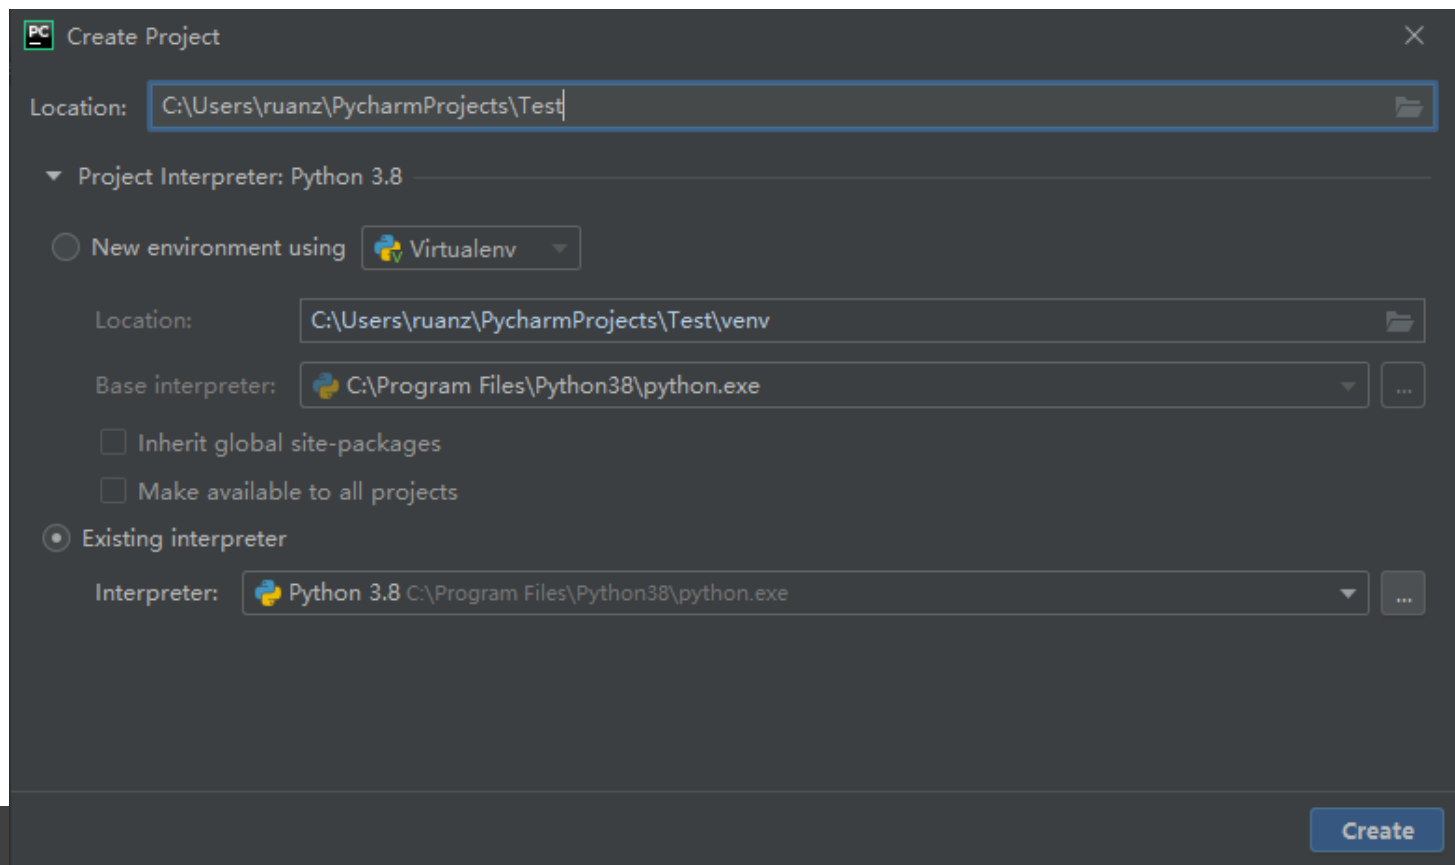 PC Create Project
Location: C:\Users\ruanz\PycharmProjects\Test
Project Interpreter: Python 3.8
New environment using Virtualenv
Location: C:\Users\ruanz\PycharmProjects\Test\venv
Base interpreter: C:\Program Files\Python38\python.exe ...
Inherit global site-packages
Make available to all projects
Existing interpreter
Interpreter: Python 3.8 C:\Program Files\Python38\python.exe ...
Create